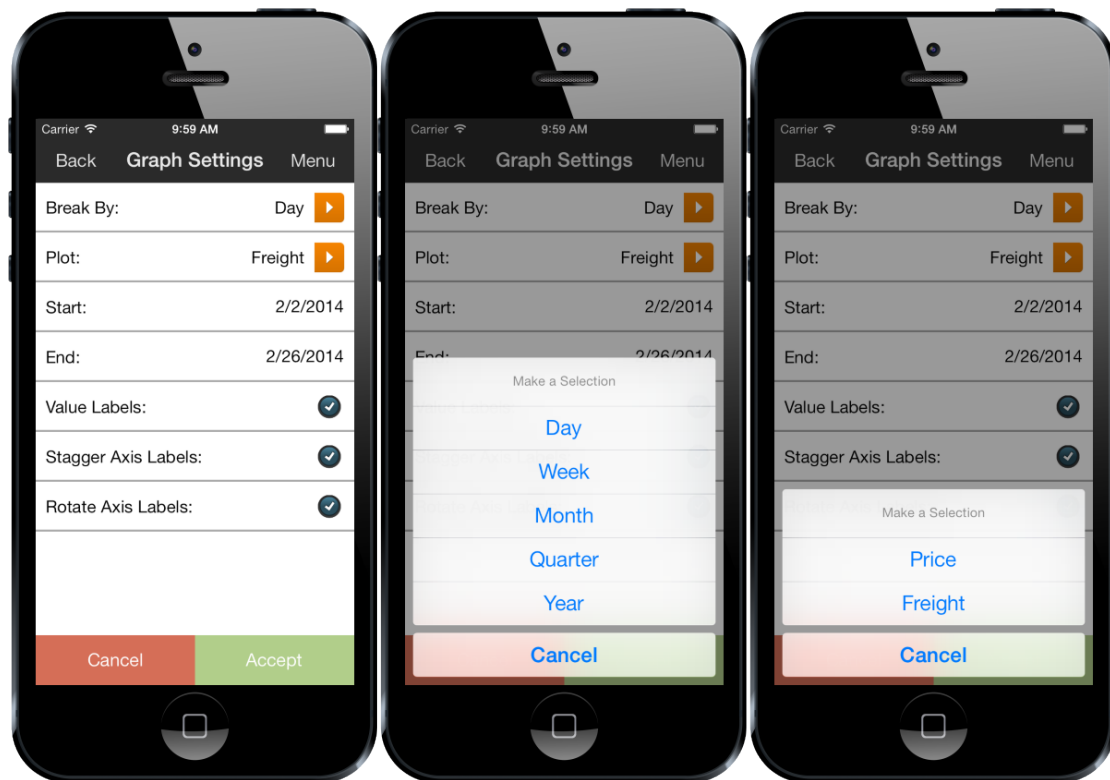 Carrier 9:59 AM
Back Graph Settings Menu
Break By: Day
Plot: Freight
Start: 2/2/2014
End: 2/26/2014
Value Labels:
Stagger Axis Labels:
Rotate Axis Labels:
Cancel Accept
Carrier 9:59 AM
Back Graph Settings Menu
Break By: Day
Plot: Freight
Start: 2/2/2014
End: 2/26/2014
Make a Selection
Day
Week
Month
Quarter
Year
Cancel
Carrier 9:59 AM
Back Graph Settings Menu
Break By: Day
Plot: Freight
Start: 2/2/2014
End: 2/26/2014
Value Labels:
Stagger Axis Labels:
Make a Selection
Price
Freight
Cancel